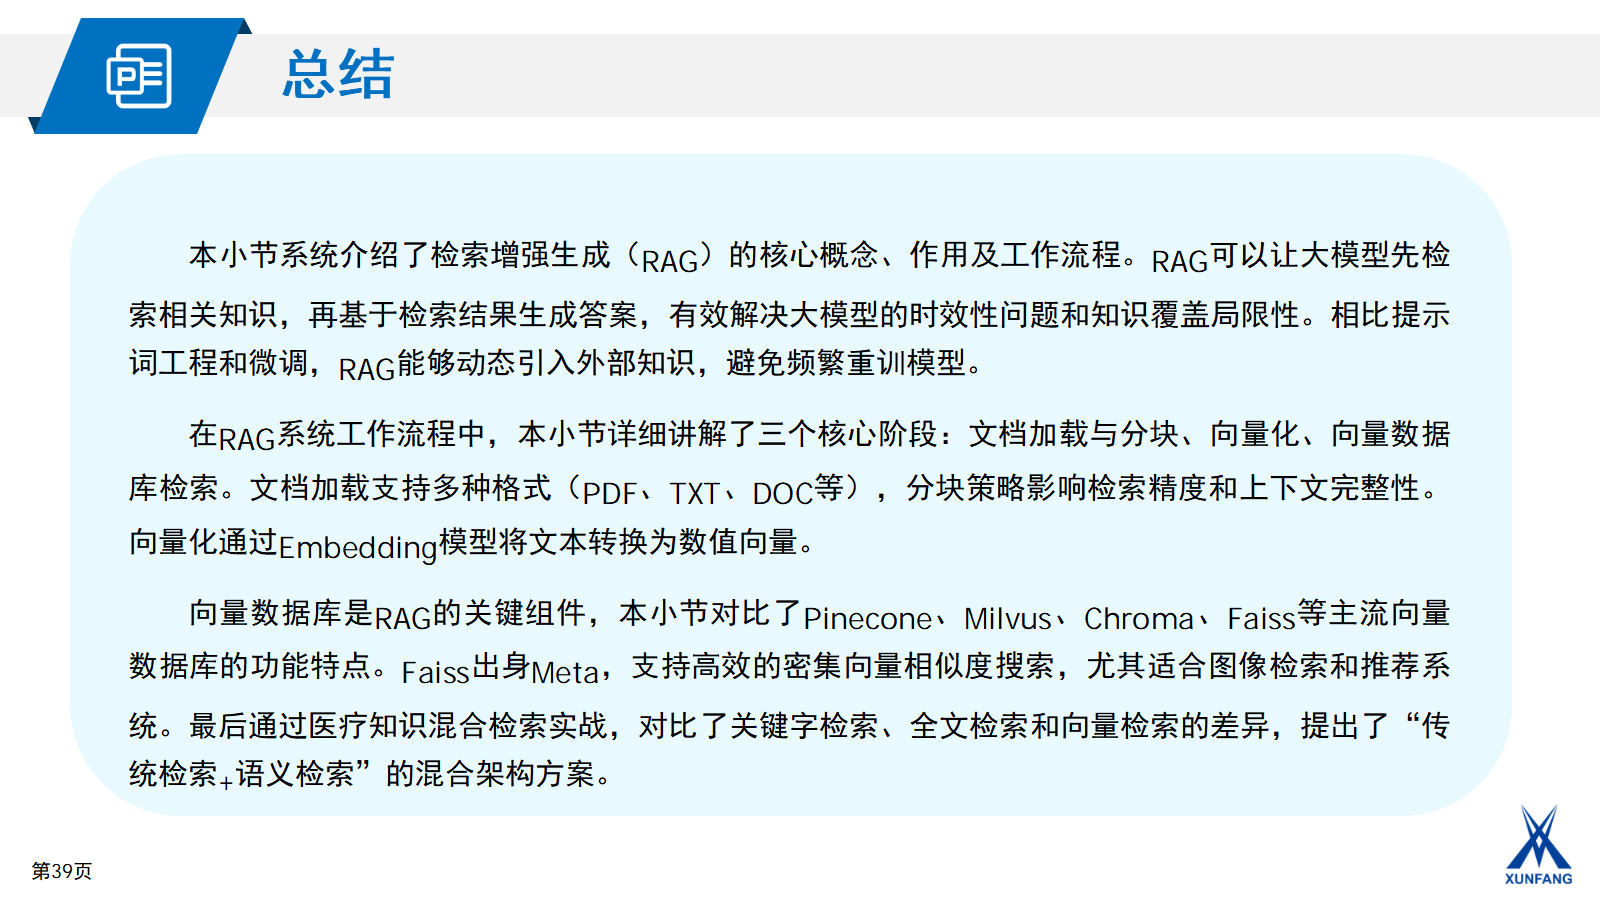 总结
本小节系统介绍了检索增强生成（RAG）的核心概念、作用及工作流程。RAG可以让大模型先检
索相关知识，再基于检索结果生成答案，有效解决大模型的时效性问题和知识覆盖局限性。相比提示
词工程和微调，RAG能够动态引入外部知识，避免频繁重训模型。
在RAG系统工作流程中，本小节详细讲解了三个核心阶段：文档加载与分块、向量化、向量数据
库检索。文档加载支持多种格式（PDF、TXT、DOC等），分块策略影响检索精度和上下文完整性。
向量化通过Embedding模型将文本转换为数值向量。
向量数据库是RAG的关键组件，本小节对比了Pinecone、Milvus、Chroma、Faiss等主流向量
数据库的功能特点。Faiss出身Meta，支持高效的密集向量相似度搜索，尤其适合图像检索和推荐系
统。最后通过医疗知识混合检索实战，对比了关键字检索、全文检索和向量检索的差异，提出了“传
统检索+语义检索”的混合架构方案。
第39页
XUNFANG